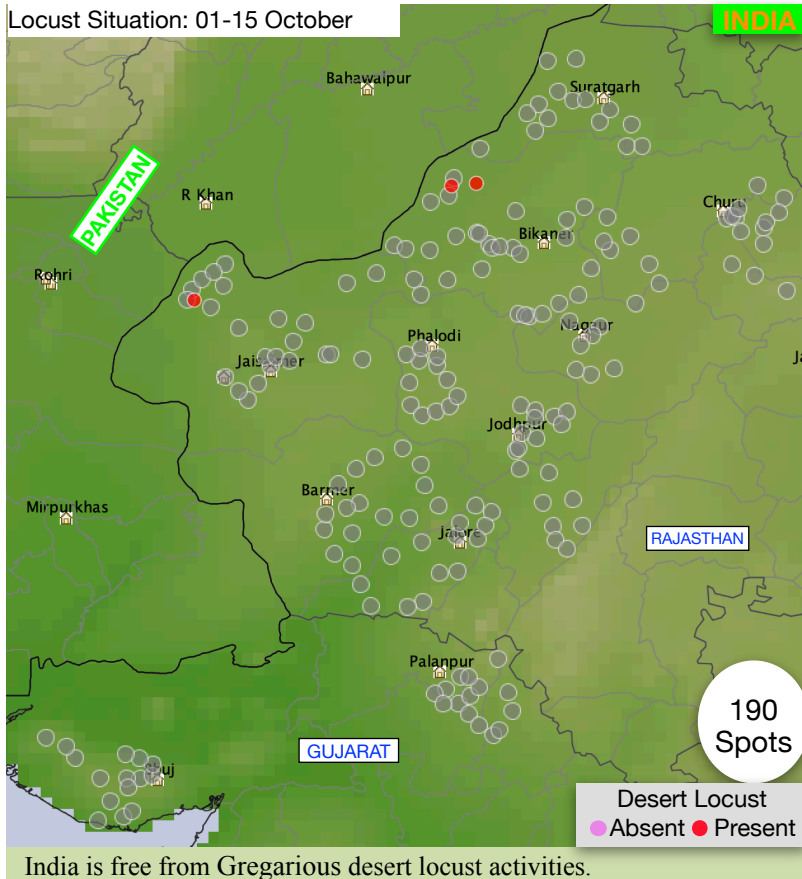 Locust Situation: 01-15 October
INDIA
Bahawalpur
Suratgarh
PAKISTAN
R Khan
Churu
Bikaner
Rohri
Phalodi
Nagaur
Jaisalmer
Ja
Jodhpur
Barmer
Mirpurkhas
Jalore
RAJASTHAN
Palanpur
190
Spots
GUJARAT
Bhuj
Desert Locust
Absent Present
India is free from Gregarious desert locust activities.